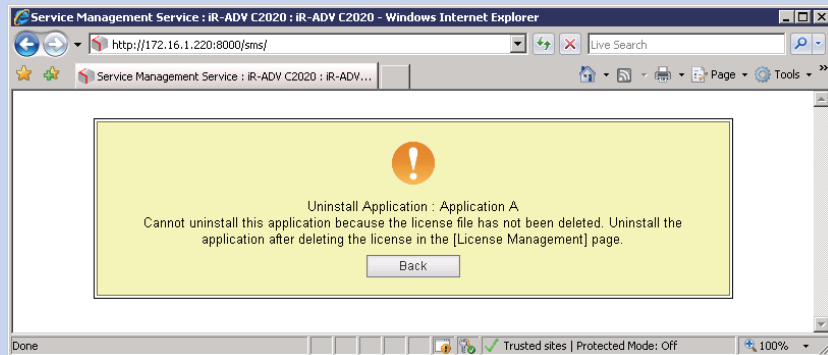 Service Management Service : iR-ADV C2020 : iR-ADV C2020 - Windows Internet Explorer
http://172.16.1.220:8000/sms/
Live Search
Service Management Service : iR-ADV C2020 : iR-ADV...
Page
Tools
Uninstall Application : Application A
Cannot uninstall this application because the license file has not been deleted. Uninstall the
application after deleting the license in the [License Management] page.
Back
Done
Trusted sites | Protected Mode: Off
100%